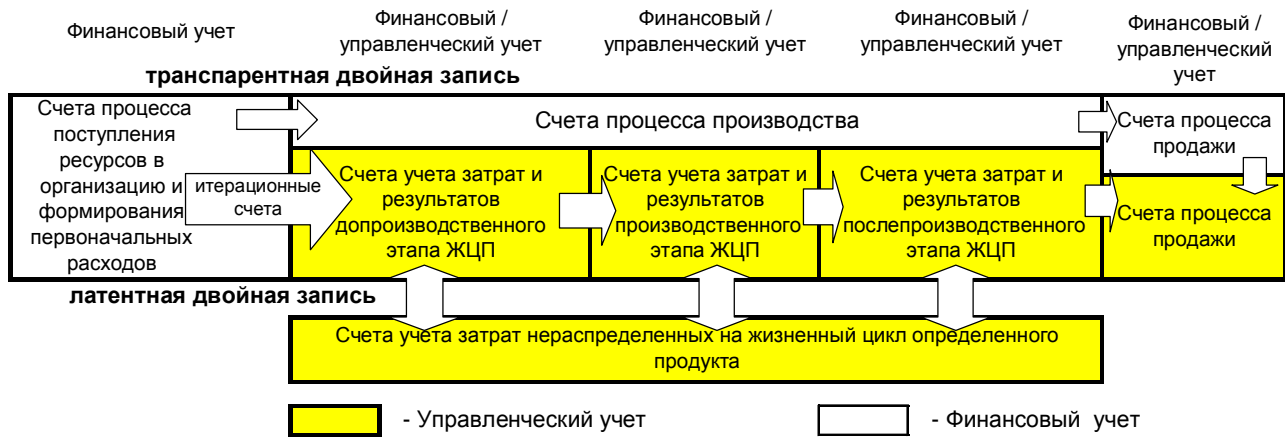 Финансовый учет
Финансовый /
управленческий учет
Финансовый /
управленческий учет
Финансовый /
управленческий учет
Финансовый /
управленческий
учет
транспарентная двойная запись
Счета процесса
поступления
ресурсов в
организацию и
формирования
первоначальных
расходов
итерационные
счета
Счета процесса производства
Счета процесса
продажи
Счета учета затрат и
результатов
допроизводственного
этапа ЖЦП
Счета учета затрат и
результатов
производственного
этапа ЖЦП
Счета учета затрат и
результатов
послепроизводственного
этапа ЖЦП
Счета процесса
продажи
латентная двойная запись
Счета учета затрат нераспределенных на жизненный цикл определенного
продукта
- Управленческий учет
- Финансовый учет